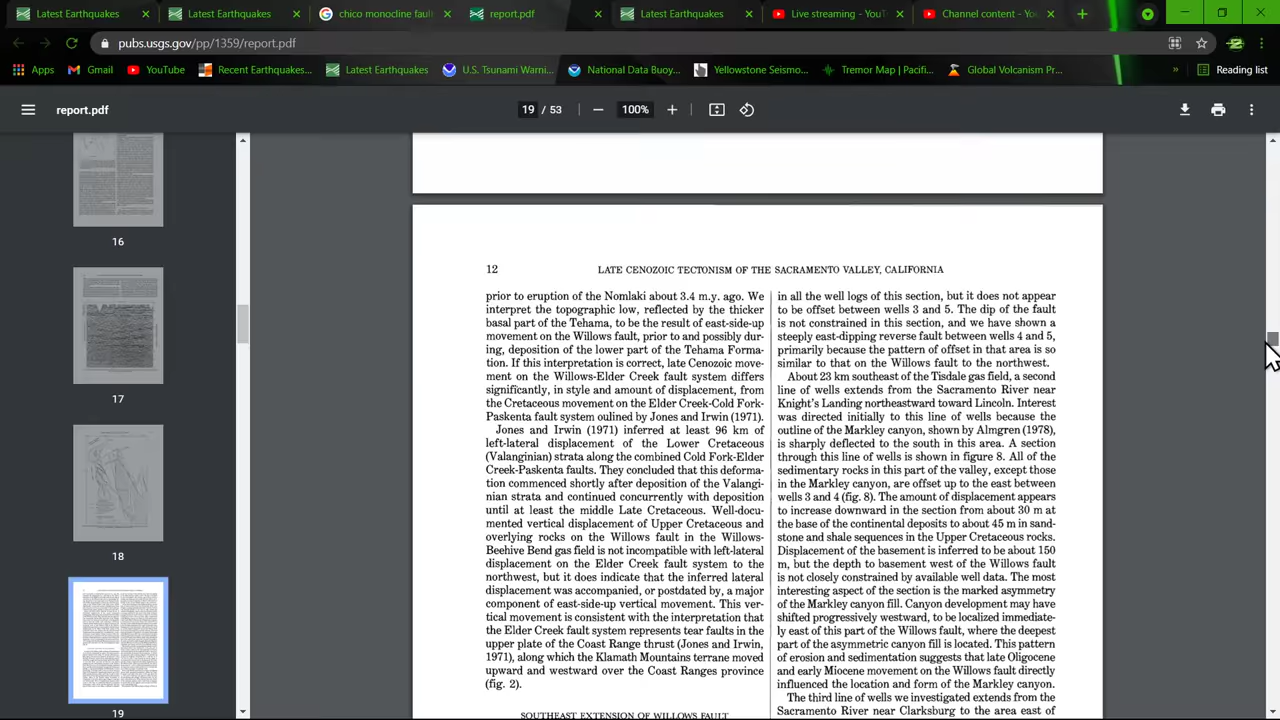 Latest Earthquakes
Latest Earthquakes
chico monocline faul
report.pdf
Latest Earthquakes
Live streaming - YouT
Channel content - Yo
pubs.usgs.gov/pp/1359/report.pdf
Apps
Gmail
YouTube
Recent Earthquakes...
Latest Earthquakes
U.S. Tsunami Warni...
National Data Buoy...
Yellowstone Seismo...
Tremor Map | Pacifi...
Global Volcanism Pr...
»
Reading list
report.pdf
19 / 53
100%
16
17
18
19
12
LATE CENOZOIC TECTONISM OF THE SACRAMENTO VALLEY, CALIFORNIA
prior to eruption of the Nomlaki about 3.4 m.y. ago. We
interpret the topographic low, reflected by the thicker
basal part of the Tehama, to be the result of east-side-up
movement on the Willows fault, prior to and possibly dur-
ing, deposition of the lower part of the Tehama Forma-
tion. If this interpretation is correct, late Cenozoic move-
ment on the Willows-Elder Creek fault system differs
significantly, in style and amount of displacement, from
the Cretaceous movement on the Elder Creek-Cold Fork-
Paskenta fault system oulined by Jones and Irwin (1971).
Jones and Irwin (1971) inferred at least 96 km of
left-lateral displacement of the Lower Cretaceous
(Valanginian) strata along the combined Cold Fork-Elder
Creek-Paskenta faults. They concluded that this deforma-
tion commenced shortly after deposition of the Valangi-
nian strata and continued concurrently with deposition
until at least the middle Late Cretaceous. Well-docu-
mented vertical displacement of Upper Cretaceous and
overlying rocks on the Willows fault in the Willows-
Beehive Bend gas field is not incompatible with left-lateral
displacement on the Elder Creek fault system to the
northwest, but it does indicate that the inferred lateral
displacement was accompanied, or postdated by, a major
component of east-side-up vertical movement. This ver-
tical movement is consistent with the interpretation that
the Elder Creek fault system represents tear faults in the
upper plate of the Coast Range thrust (Jones and Irwin,
1971), along which the Klamath Mountains terrane moved
upward and westward over the Coast Ranges province
(fig. 2).
SOUTHEAST EXTENSION OF WILLOWS FAULT
in all the well logs of this section, but it does not appear
to be offset between wells 3 and 5. The dip of the fault
is not constrained in this section, and we have shown a
steeply east-dipping reverse fault between wells 4 and 5,
primarily because the pattern of offset in that area is so
similar to that on the Willows fault to the northwest.
About 23 km southeast of the Tisdale gas field, a second
line of wells extends from the Sacramento River near
Knight's Landing northeastward toward Lincoln. Interest
was directed initially to this line of wells because the
outline of the Markley canyon, shown by Almgren (1978),
is sharply deflected to the south in this area. A section
through this line of wells is shown in figure 8. All of the
sedimentary rocks in this part of the valley, except those
in the Markley canyon, are offset up to the east between
wells 3 and 4 (fig. 8). The amount of displacement appears
to increase downward in the section from about 30 m at
the base of the continental deposits to about 45 m in sand-
stone and shale sequences in the Upper Cretaceous rocks.
Displacement of the basement is inferred to be about 150
m, but the depth to basement west of the Willows fault
is not closely constrained by available well data. The most
interesting aspect of the section is the marked asymmetry
of the Markley canyon fill. Canyon development may have
shifted progressively westward, to be localized immediate-
ly east of this part of the Willows fault, where the deepest
part of the asymmetric canyon fill is located. This pattern
of erosion and sedimentation suggests that late Oligocene
and early Miocene movement on the Willows fault directly
influenced the location and form of the Markley canyon.
The third line of wells we investigated extends from the
Sacramento River near Clarksburg to the area east of